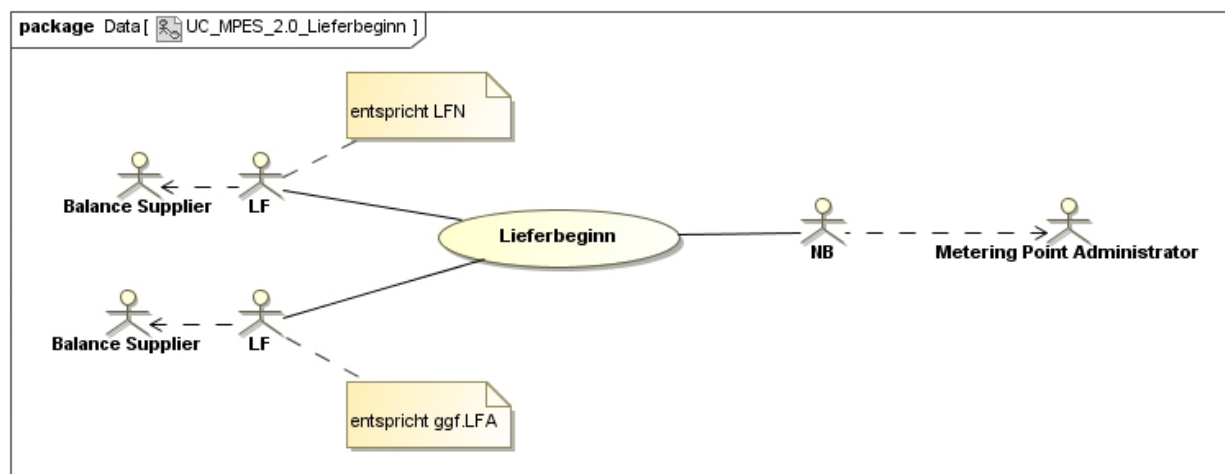 package Data [ UC_MPES_2.0_Lieferbeginn ]
entspricht LFN
Balance Supplier
LF
Lieferbeginn
NB
Metering Point Administrator
Balance Supplier
LF
entspricht ggf.LFA